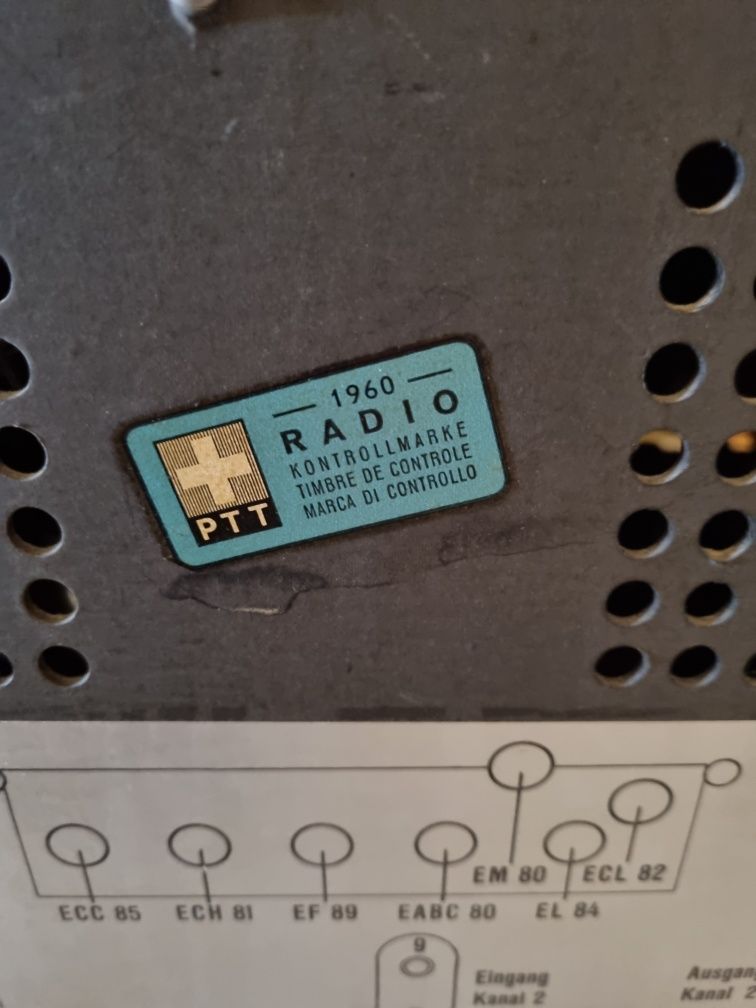 1960
RADIO
KONTROLLMARKE
TIMBRE DE CONTROLE
MARCA DI CONTROLLO
PTT
EM 80
ECL 82
ECC 85
ECH 81
EF 89
EABC 80
EL 84
9
Eingang
Kanal 2
Kanal